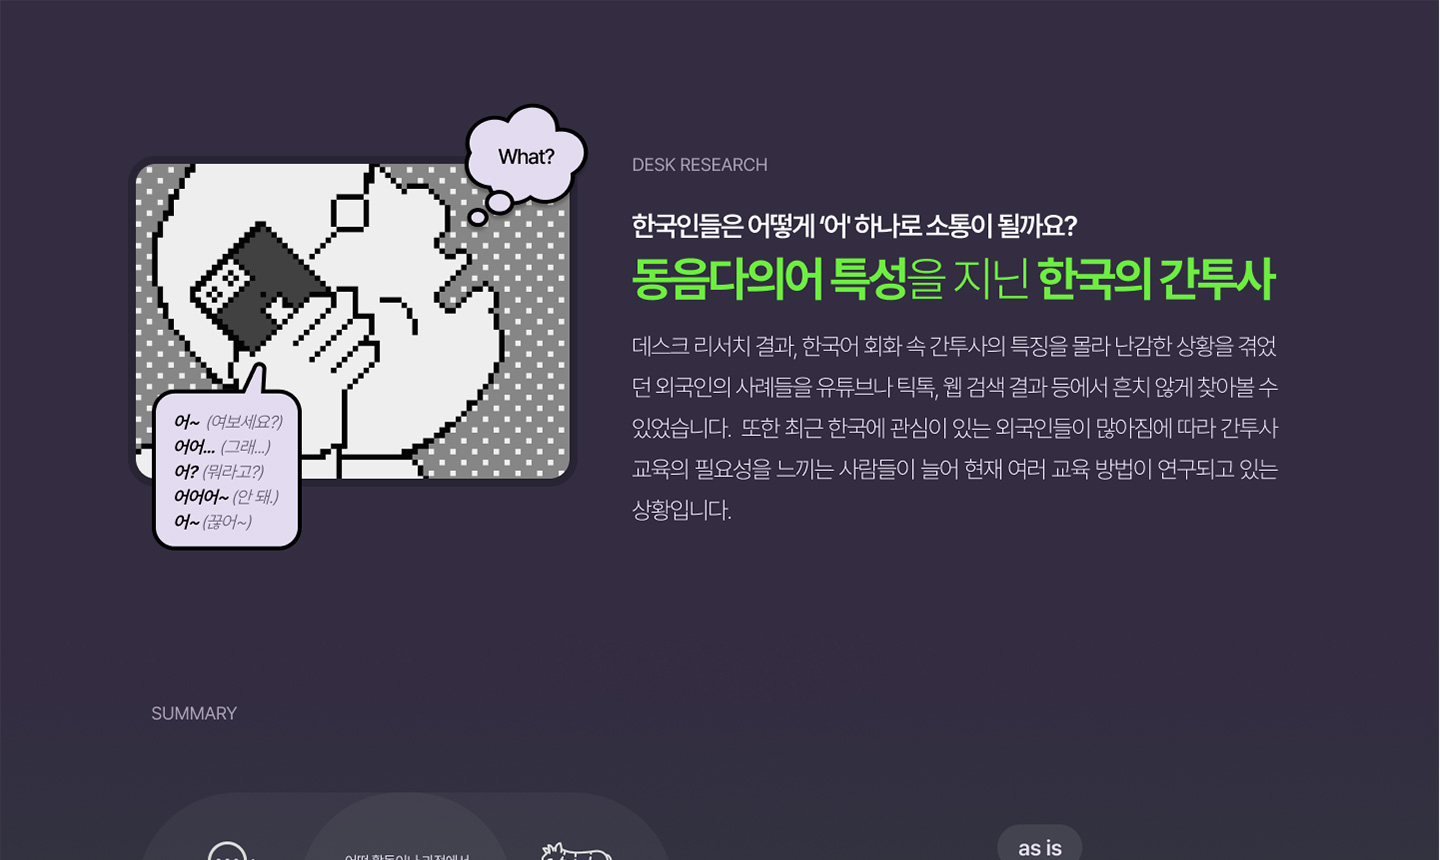 What?
어~ (여보세요?)
어어... (그래...)
어? (뭐라고?)
어어어~ (안 돼.)
어~ (끊어~)
DESK RESEARCH
한국인들은 어떻게 ‘어' 하나로 소통이 될까요?
동음다의어 특성을 지닌 한국의 간투사
데스크 리서치 결과, 한국어 회화 속 간투사의 특징을 몰라 난감한 상황을 겪었
던 외국인의 사례들을 유튜브나 틱톡, 웹 검색 결과 등에서 흔치 않게 찾아볼 수
있었습니다. 또한 최근 한국에 관심이 있는 외국인들이 많아짐에 따라 간투사
교육의 필요성을 느끼는 사람들이 늘어 현재 여러 교육 방법이 연구되고 있는
상황입니다.
SUMMARY
as is